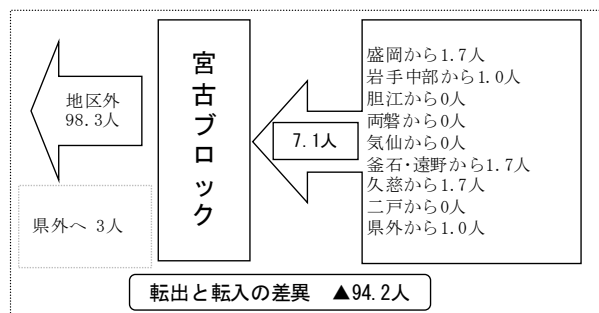 地区外
98.3人
県外へ 3人
宮古ブロック
7.1人
盛岡から1.7人
岩手中部から1.0人
胆江から0人
両磐から0人
気仙から0人
釜石・遠野から1.7人
久慈から1.7人
二戸から0人
県外から1.0人
転出と転入の差異 ▲94.2人